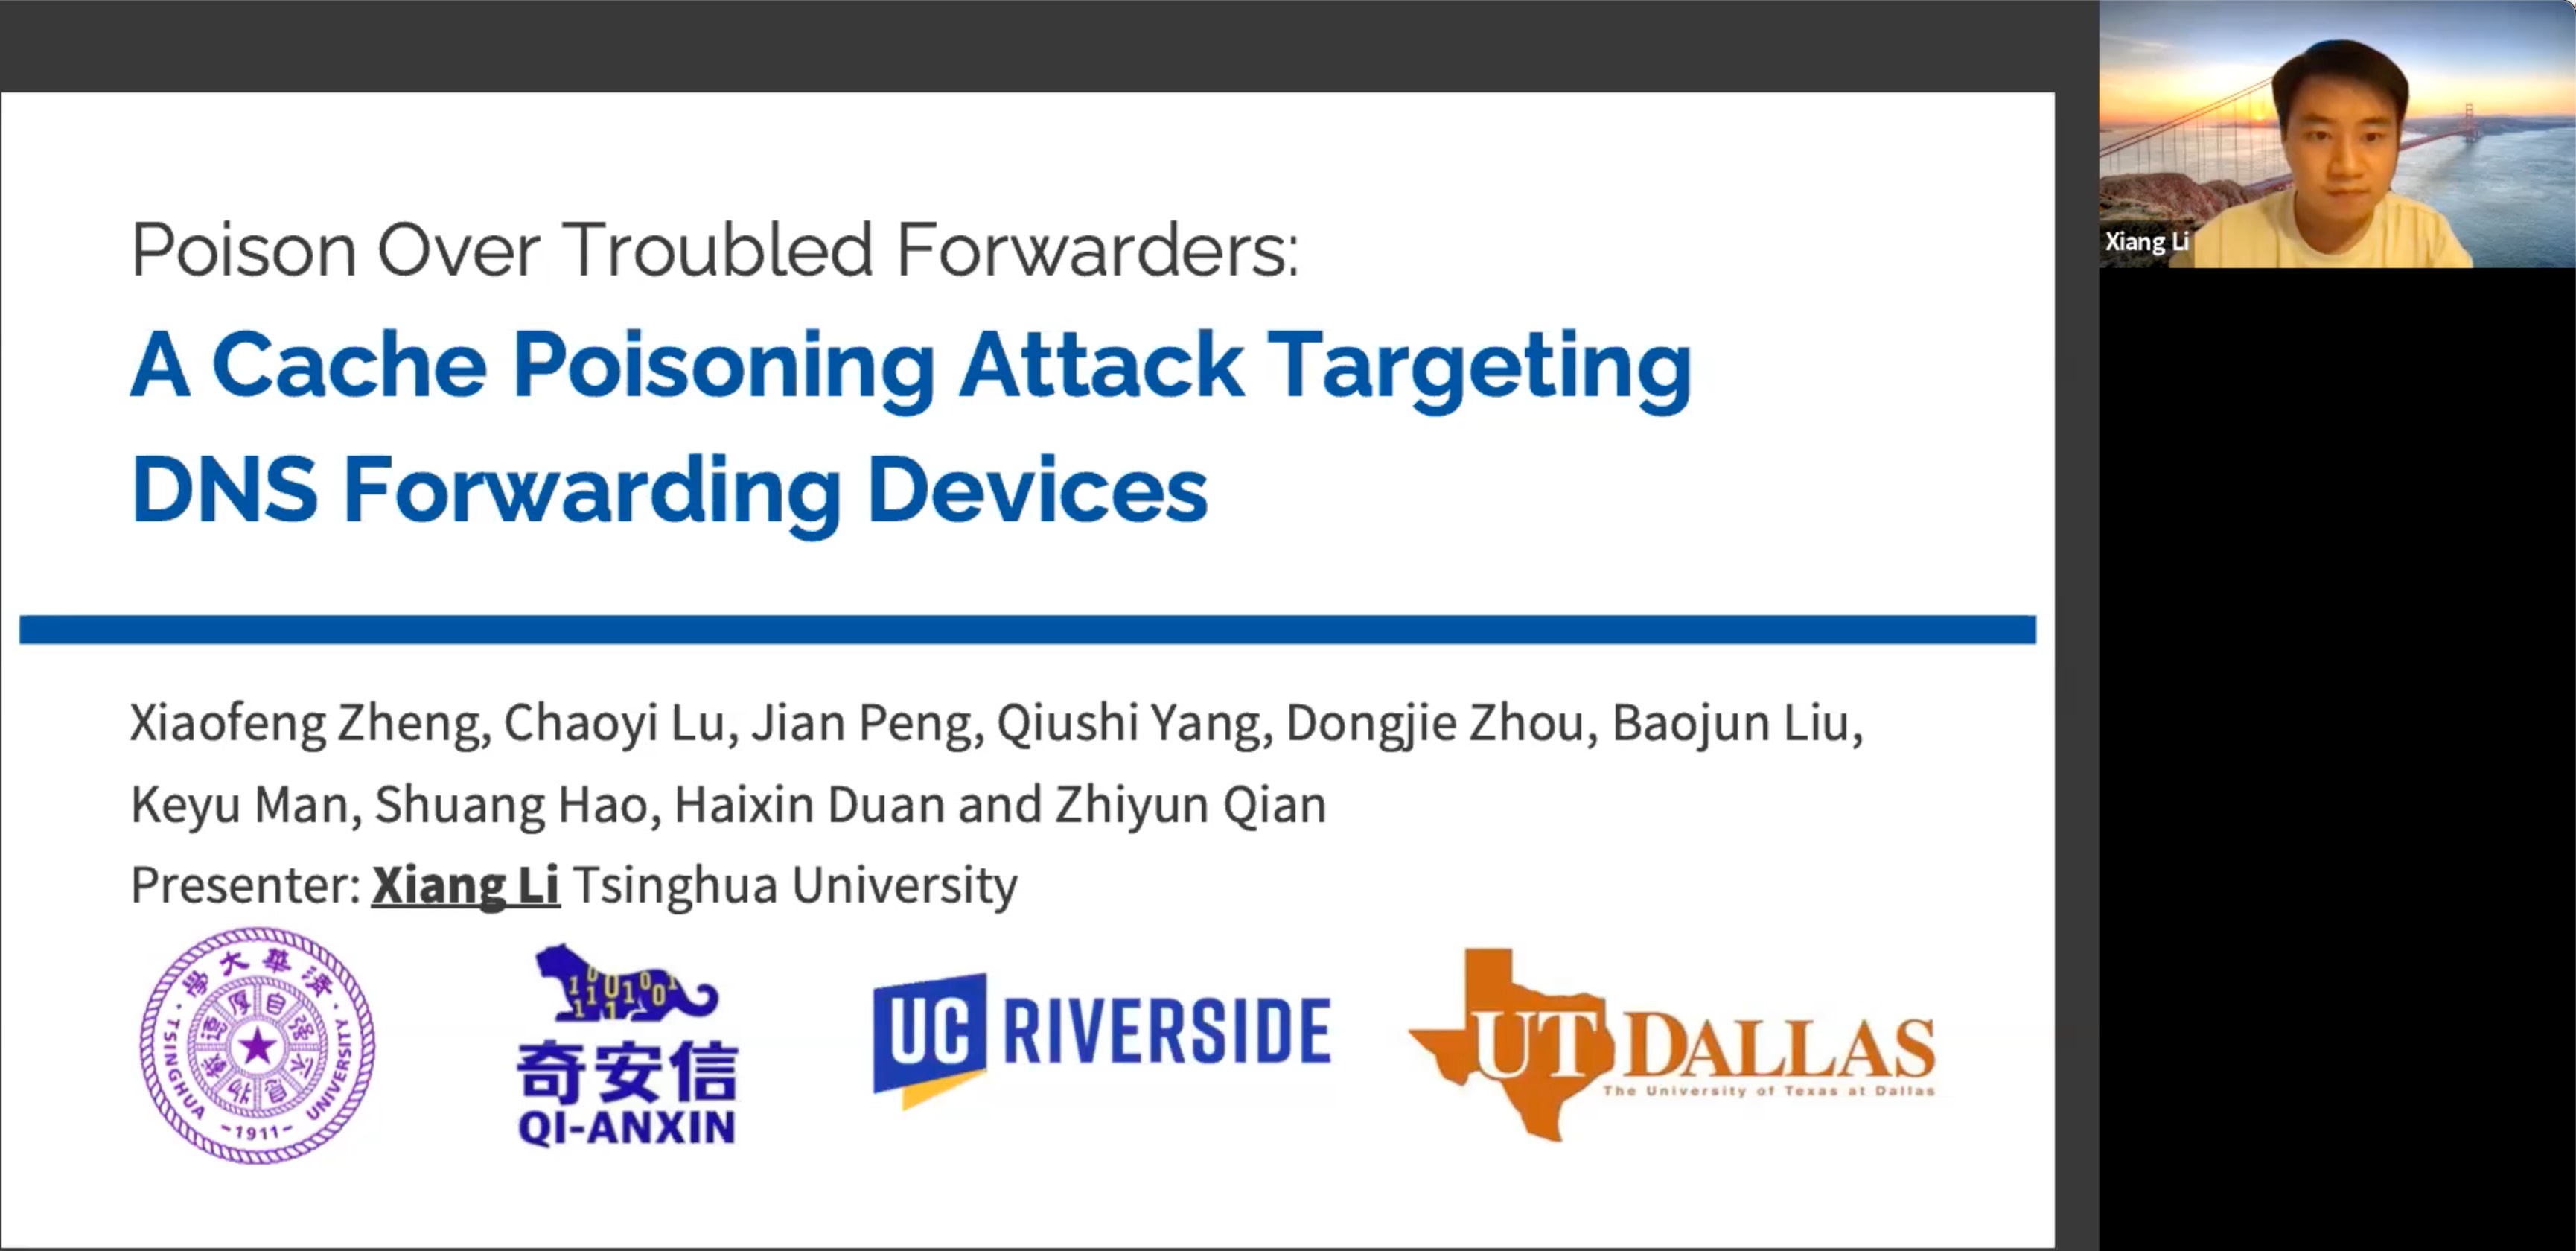 Poison Over Troubled Forwarders:
A Cache Poisoning Attack Targeting
DNS Forwarding Devices
Xiaofeng Zheng, Chaoyi Lu, Jian Peng, Qiushi Yang, Dongjie Zhou, Baojun Liu,
Keyu Man, Shuang Hao, Haixin Duan and Zhiyun Qian
Presenter: Xiang Li Tsinghua University
學大華清
自强不息
厚德載物
TSINGHUA UNIVERSITY
-1911-
奇安信
QI-ANXIN
UC RIVERSIDE
UT DALLAS
The University of Texas at Dallas
Xiang Li